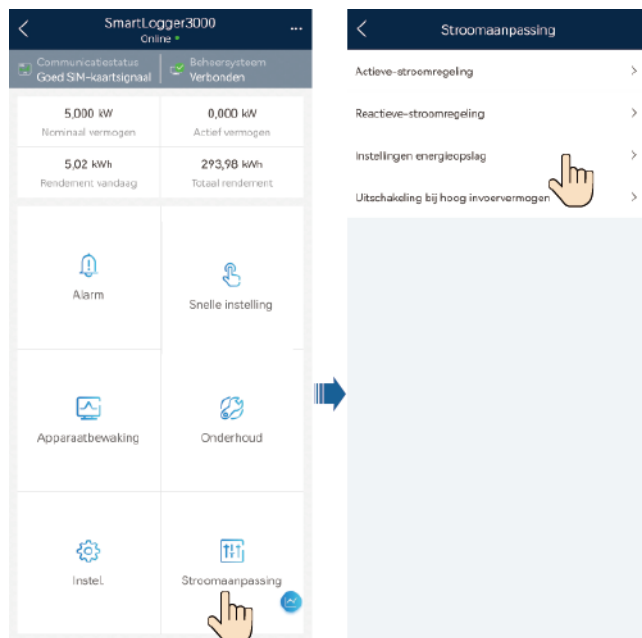 SmartLogger3000
Online
...
Communicatiestatus
Goed SIM-kaartsignaal
Beheersysteem
Verbonden
5,000 kW
Nominaal vermogen
0,000 kW
Actief vermogen
5,02 kWh
Rendement vandaag
293,98 kWh
Totaal rendement
Alarm
Snelle instelling
Apparaatbewaking
Onderhoud
Instel.
Stroomaanpassing
Stroomaanpassing
Actieve-stroomregeling
Reactieve-stroomregeling
Instellingen energieopslag
Uitschakeling bij hoog invoervermogen